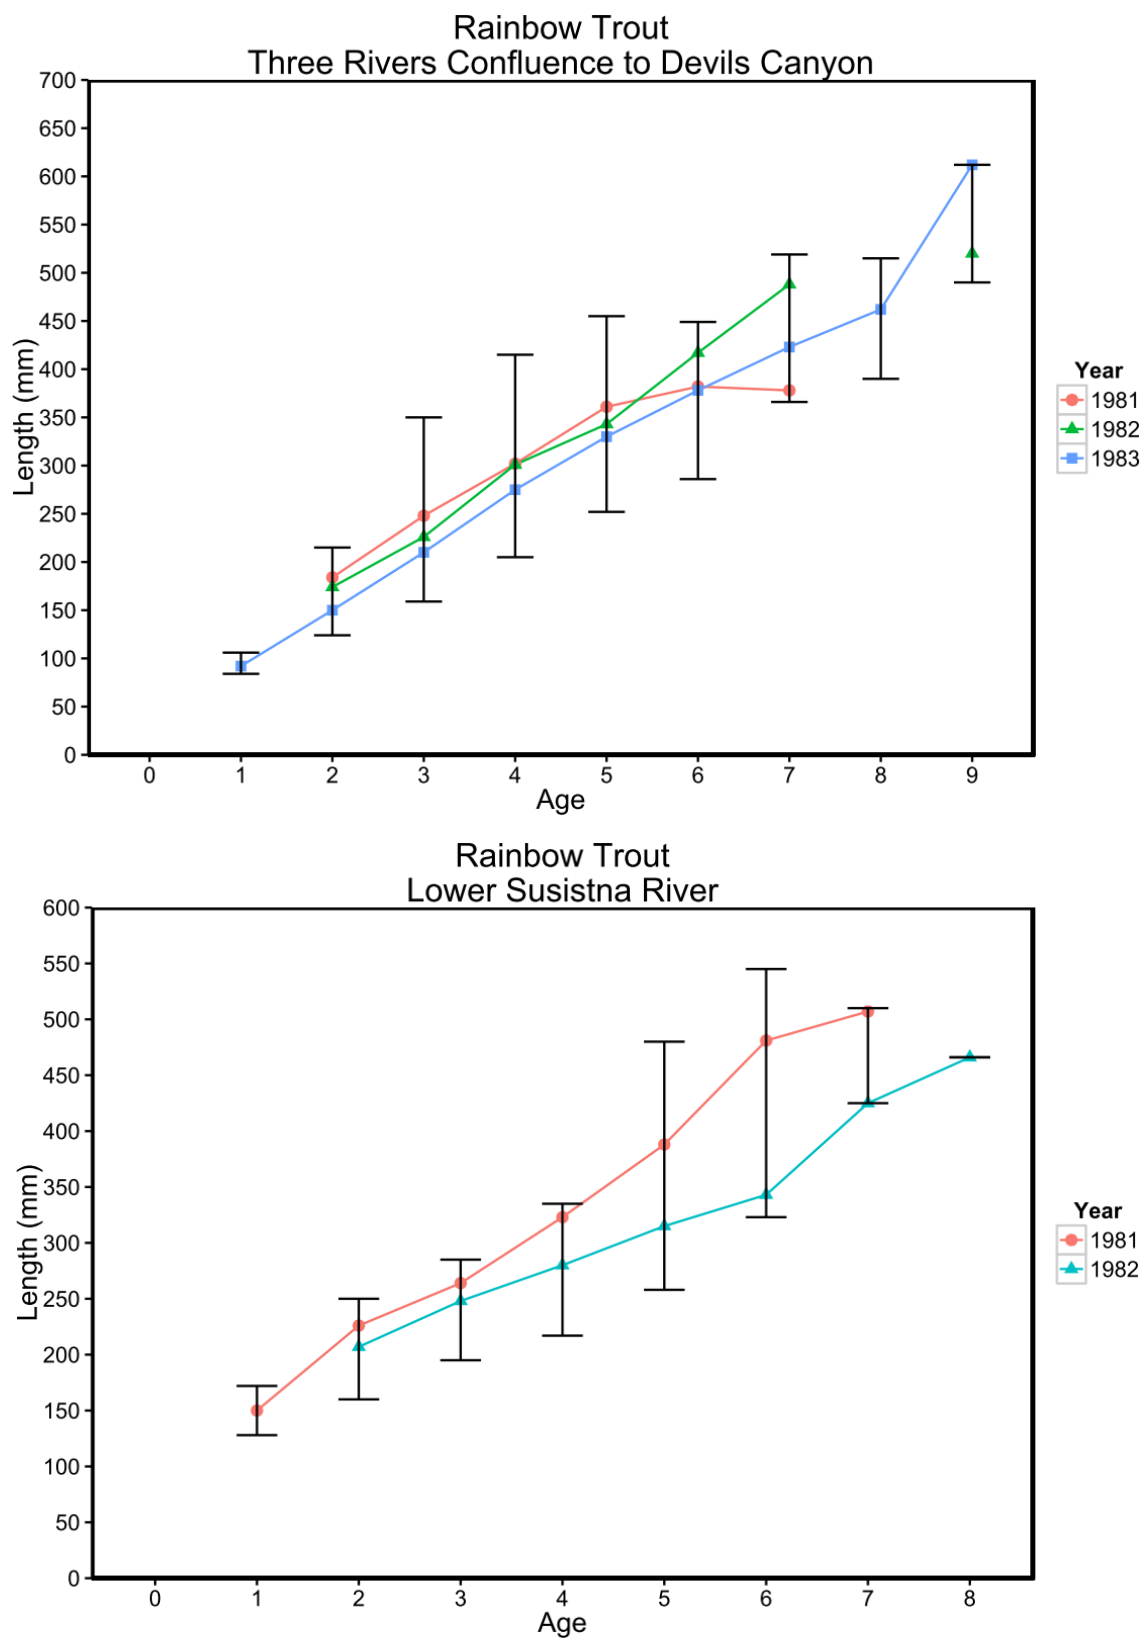 Rainbow Trout
Three Rivers Confluence to Devils Canyon
700
650
600
550
500
450
400
350
300
250
200
150
100
50
0
Length (mm)
0 1 2 3 4 5 6 7 8 9
Age
Year
1981
1982
1983
Rainbow Trout
Lower Susistna River
600
550
500
450
400
350
300
250
200
150
100
50
0
Length (mm)
0 1 2 3 4 5 6 7 8
Age
Year
1981
1982